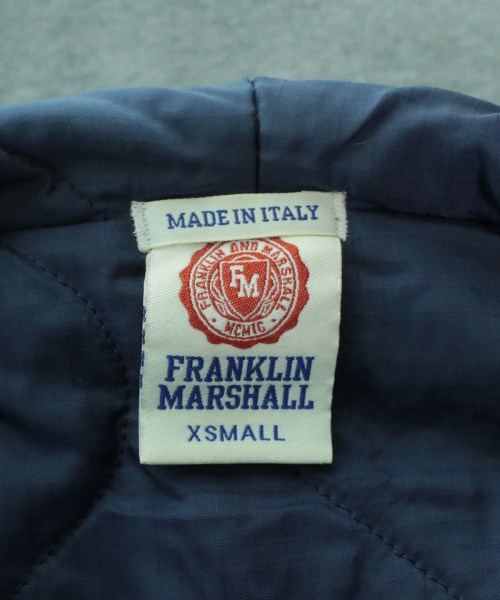 MADE IN ITALY
FRANKLIN AND MARSHALL
FM
MCMIC
FRANKLIN
MARSHALL
XSMALL